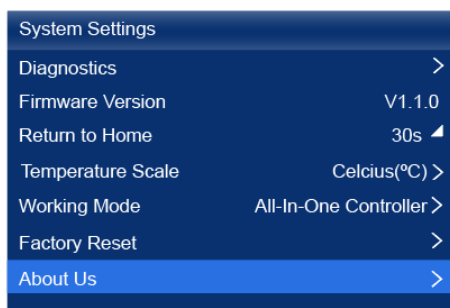 System Settings
Diagnostics >
Firmware Version V1.1.0
Return to Home 30s
Temperature Scale Celcius(ºC) >
Working Mode All-In-One Controller >
Factory Reset >
About Us >